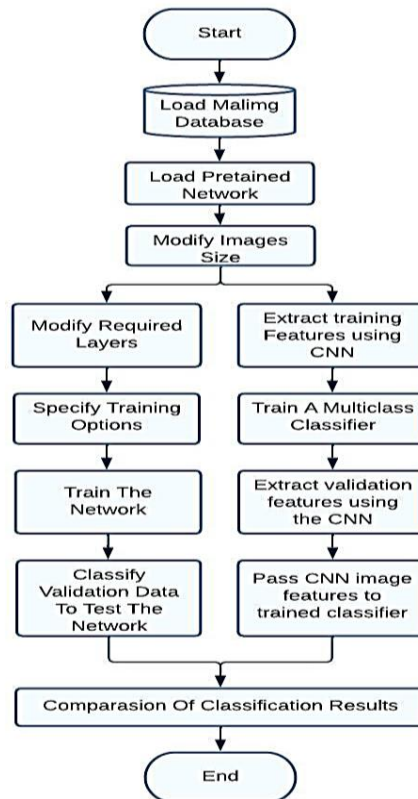 Start
Load Malimg
Database
Load Pretained
Network
Modify Images
Size
Modify Required
Layers
Specify Training
Options
Train The
Network
Classify
Validation Data
To Test The
Network
Extract training
Features using
CNN
Train A Multiclass
Classifier
Extract validation
features using
the CNN
Pass CNN image
features to
trained classifier
Comparasion Of Classification Results
End